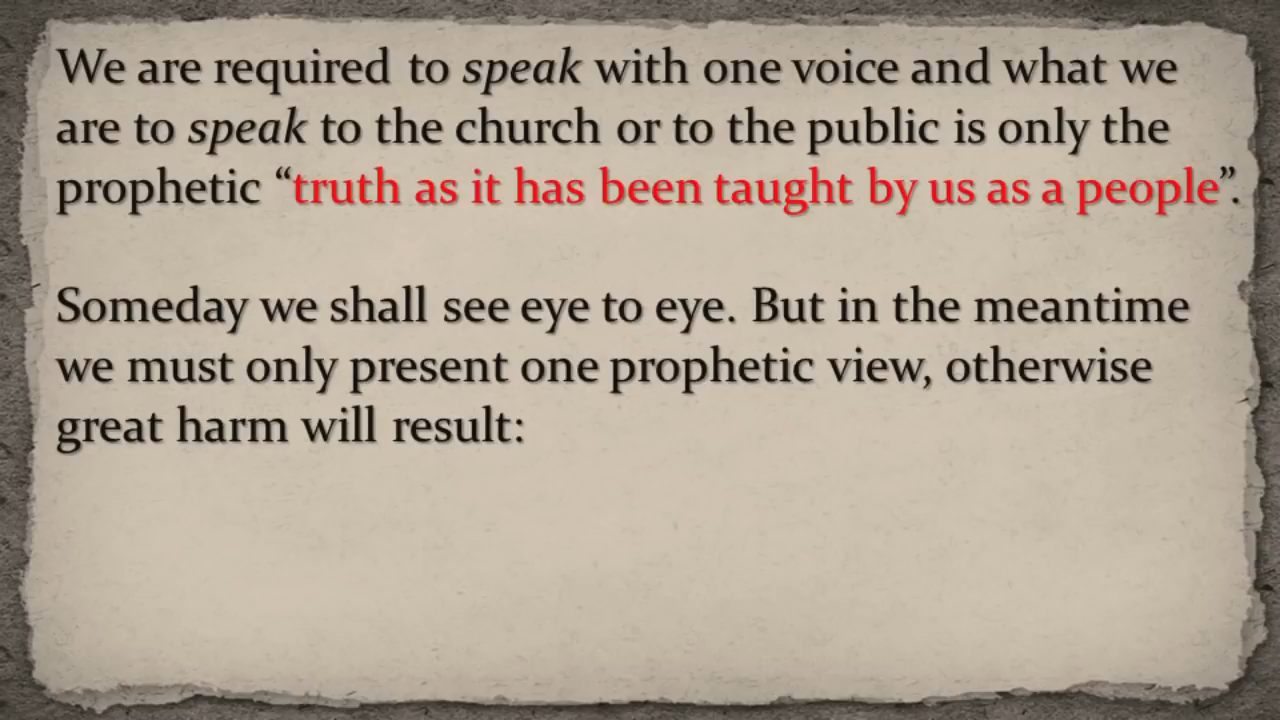 We are required to speak with one voice and what we
are to speak to the church or to the public is only the
prophetic “truth as it has been taught by us as a people”.
Someday we shall see eye to eye. But in the meantime
we must only present one prophetic view, otherwise
great harm will result: